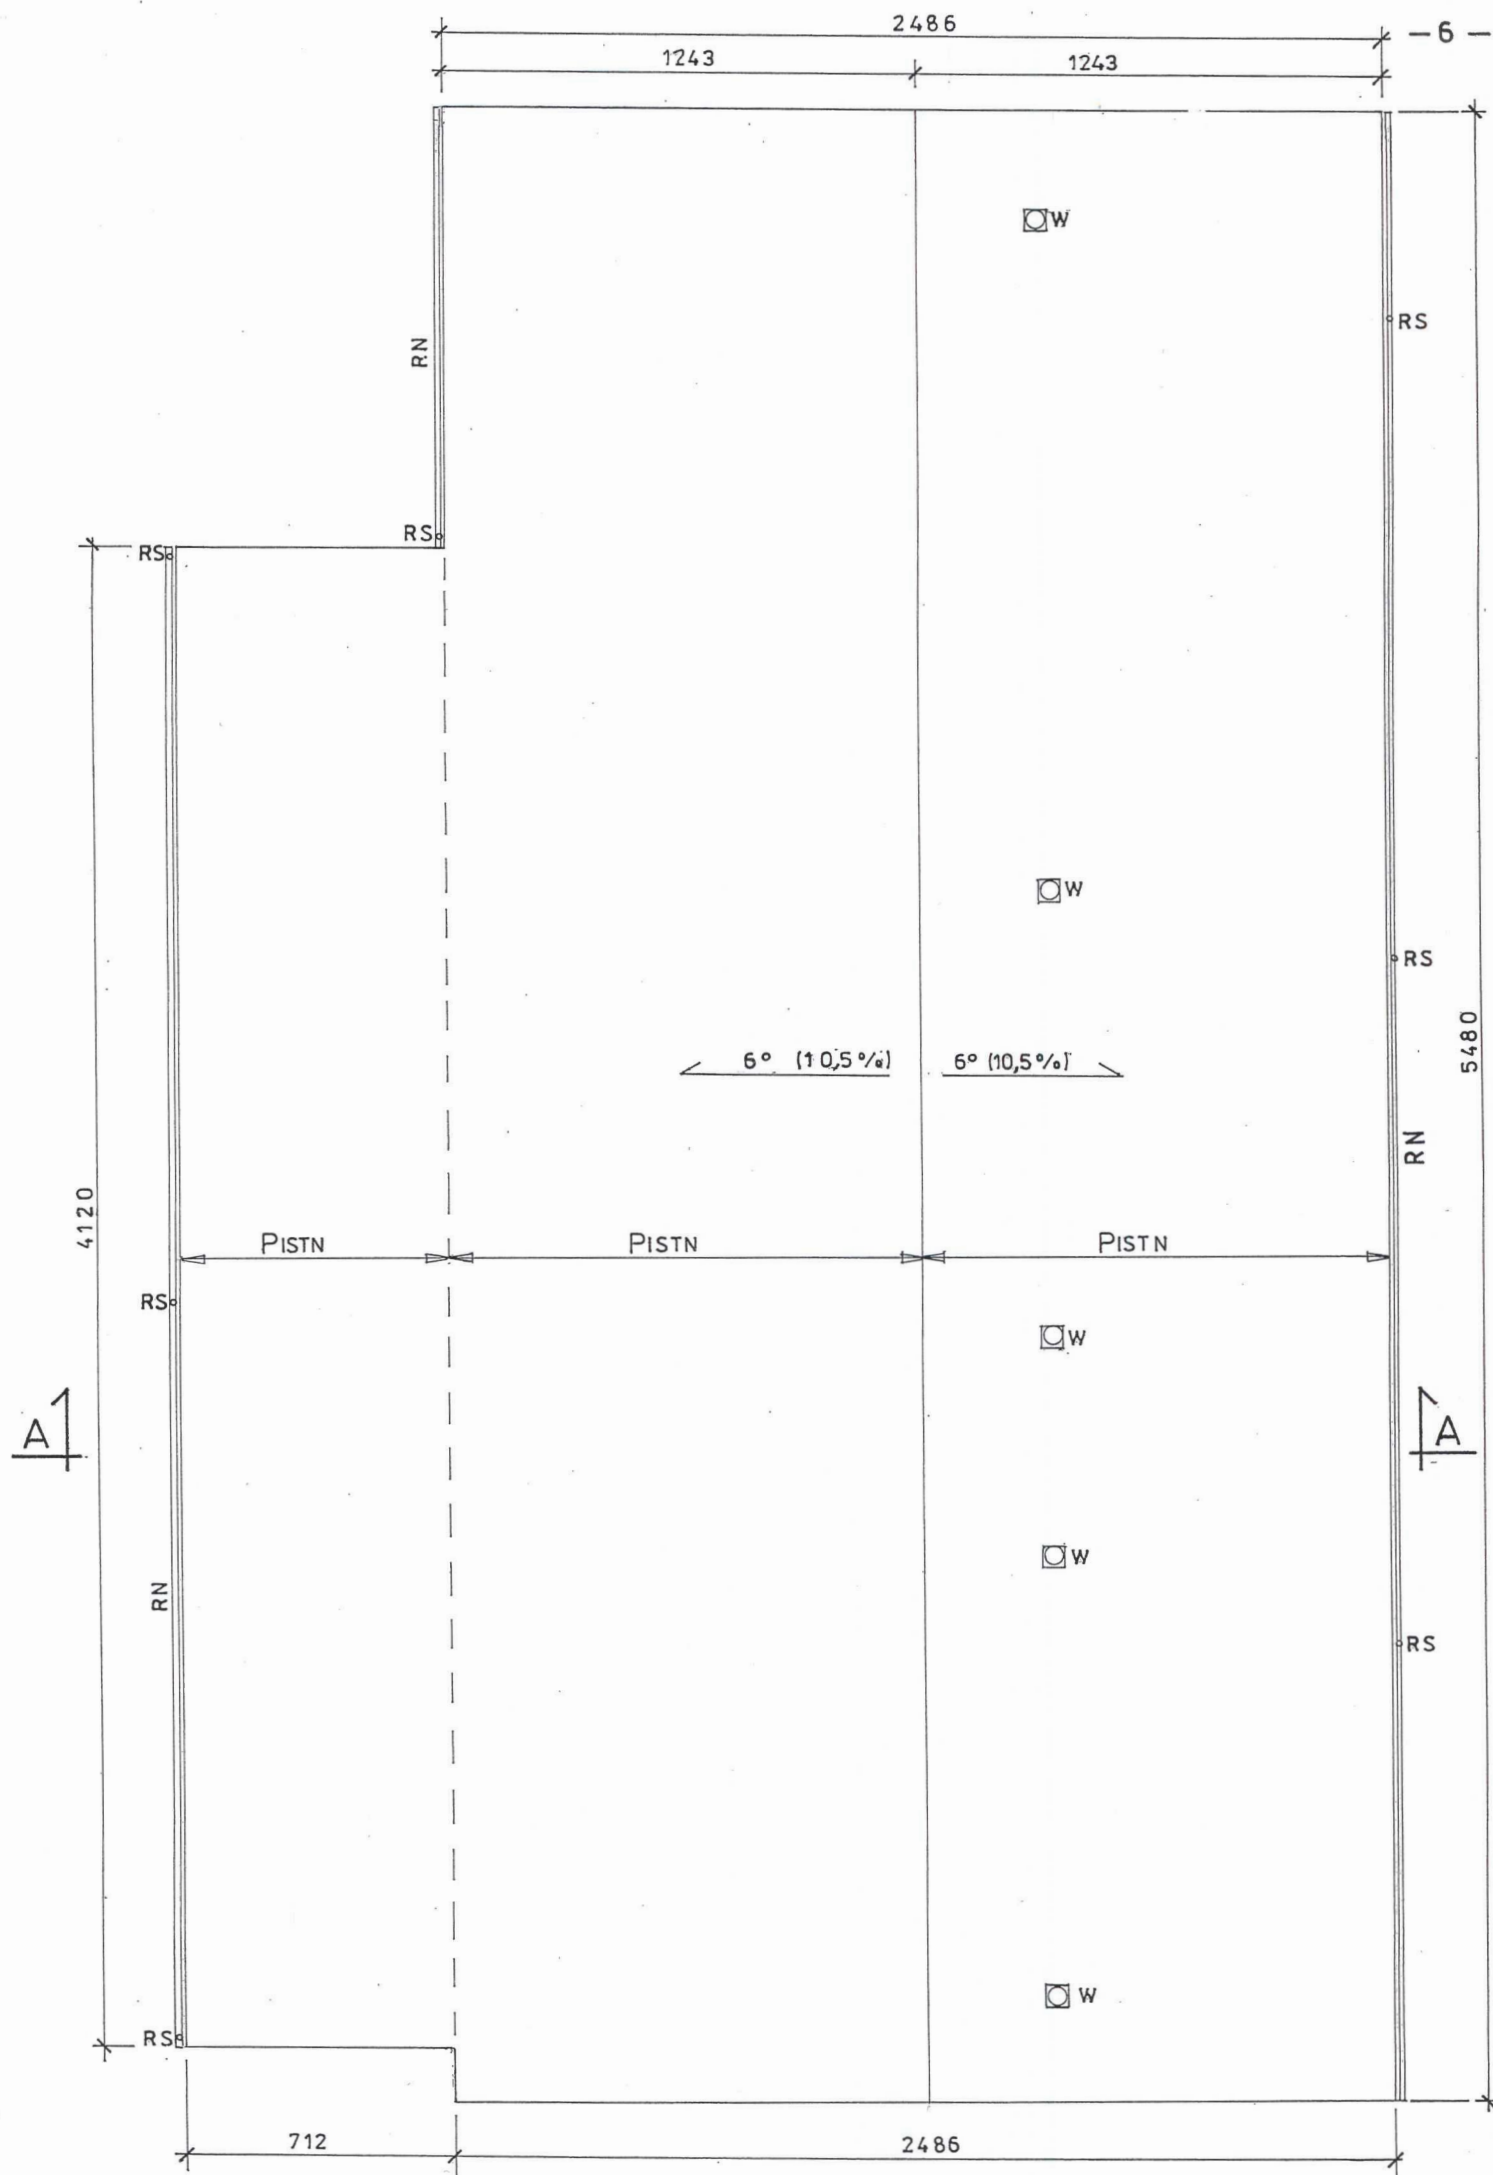 2486
— 6 —
1243
1243
W
RS
RN
RS
RS
W
RS
6° (10,5%)
6° (10,5%)
5480
RN
4120
PISTN
PISTN
PISTN
RS
W
A
A
W
RN
RS
W
RS
712
2486